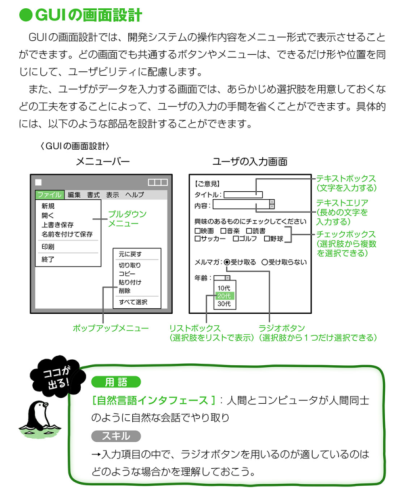 ●GUIの画面設計
GUIの画面設計では、開発システムの操作内容をメニュー形式で表示させること
ができます。どの画面でも共通するボタンやメニューは、できるだけ形や位置を同
じにして、ユーザビリティに配慮します。
また、ユーザがデータを入力する画面では、あらかじめ選択肢を用意しておくな
どの工夫をすることによって、ユーザの入力の手間を省くことができます。具体的
には、以下のような部品を設計することができます。
〈GUIの画面設計〉
メニューバー
ファイル 編集 書式 表示 ヘルプ
新規
開く
上書き保存
名前を付けて保存
印刷
終了
プルダウン
メニュー
元に戻す
切り取り
コピー
貼り付け
削除
すべて選択
ポップアップメニュー
ユーザの入力画面
【ご意見】
タイトル:
内容:
興味のあるものにチェックしてください
□映画 □音楽 □読書
□サッカー □ゴルフ □野球
メルマガ:◉受け取る ○受け取らない
年齢:
10代
20代
30代
テキストボックス
(文字を入力する)
テキストエリア
(長めの文字を
入力する)
チェックボックス
(選択肢から複数
を選択できる)
リストボックス
(選択肢をリストで表示)
ラジオボタン
(選択肢から1つだけ選択できる)
ココが
出る!
用語
[自然言語インタフェース]:人間とコンピュータが人間同士
のように自然な会話でやり取り
スキル
→入力項目の中で、ラジオボタンを用いるのが適しているのは
どのような場合かを理解しておこう。